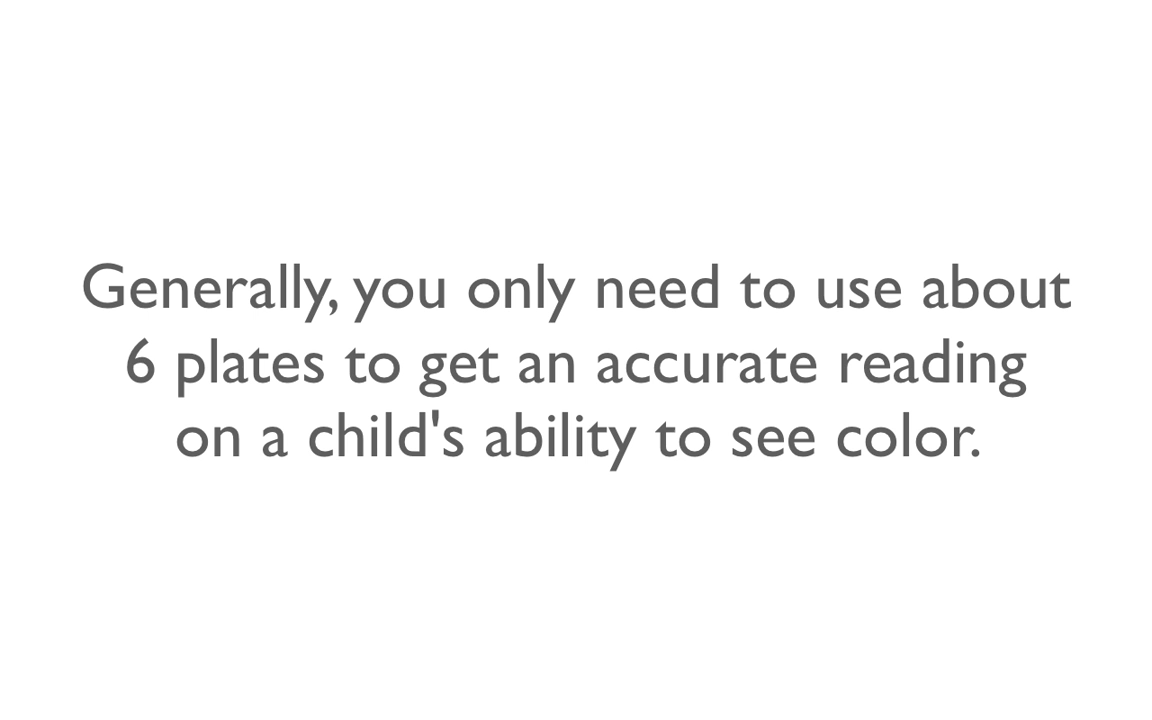 Generally, you only need to use about
6 plates to get an accurate reading
on a child's ability to see color.